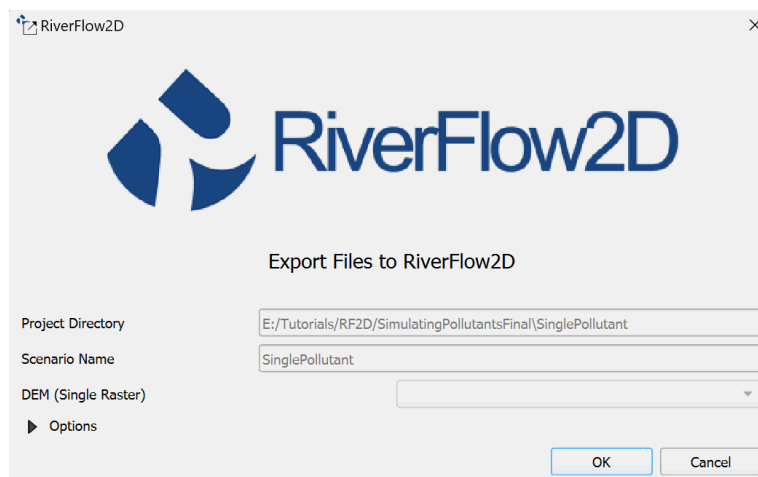 RiverFlow2D
RiverFlow2D
Export Files to RiverFlow2D
Project Directory
E:/Tutorials/RF2D/SimulatingPollutantsFinal\SinglePollutant
Scenario Name
SinglePollutant
DEM (Single Raster)
Options
OK
Cancel